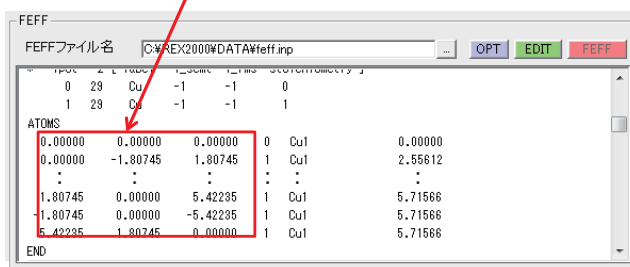 FEFF
FEFFファイル名 C:¥REX2000¥DATA¥feff.inp ... OPT EDIT FEFF
0 29 Cu -1 -1 0
1 29 Cu -1 -1 1
ATOMS
0.00000 0.00000 0.00000 0 Cu1 0.00000
0.00000 -1.80745 1.80745 1 Cu1 2.55612
: : : : : :
1.80745 0.00000 5.42235 1 Cu1 5.71566
-1.80745 0.00000 -5.42235 1 Cu1 5.71566
5.42235 1.80745 0.00000 1 Cu1 5.71566
END